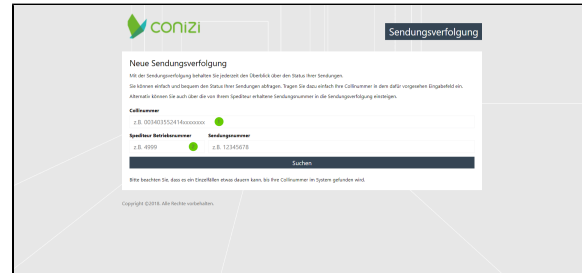 conizi
Sendungsverfolgung
Neue Sendungsverfolgung
Mit der Sendungsverfolgung behalten Sie jederzeit den Überblick über den Status Ihrer Sendungen
Sie können einfach und bequem den Status Ihrer Sendungen abfragen. Tragen Sie dazu einfach Ihre Collinummer in dem dafür vorgesehen Eingabefeld ein.
Alternativ können Sie auch über die von Ihrem Spediteur erhaltene Sendungsnummer in die Sendungsverfolgung einsteigen.
Collinummer
z.B. 003403552414xxxxxxxx 1
Spediteur Betriebsnummer Sendungsnummer
z.B. 4999 2 z.B. 12345678
Suchen
Bitte beachten Sie, dass es ein Einzelfällen etwas dauern kann, bis Ihre Collinummer im System gefunden wird.
Copyright ©2018. Alle Rechte vorbehalten.